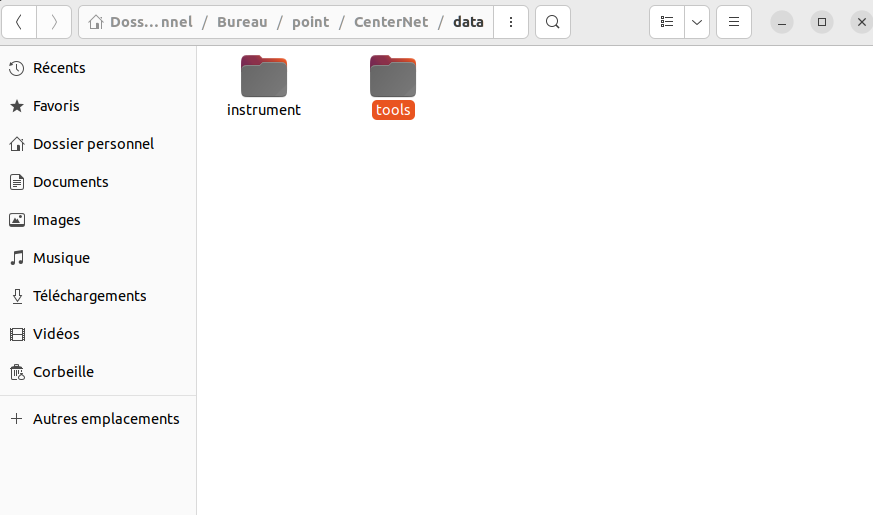 Doss...nnel / Bureau / point / CenterNet / data
Récents
Favoris
Dossier personnel
Documents
Images
Musique
Téléchargements
Vidéos
Corbeille
Autres emplacements
instrument
tools